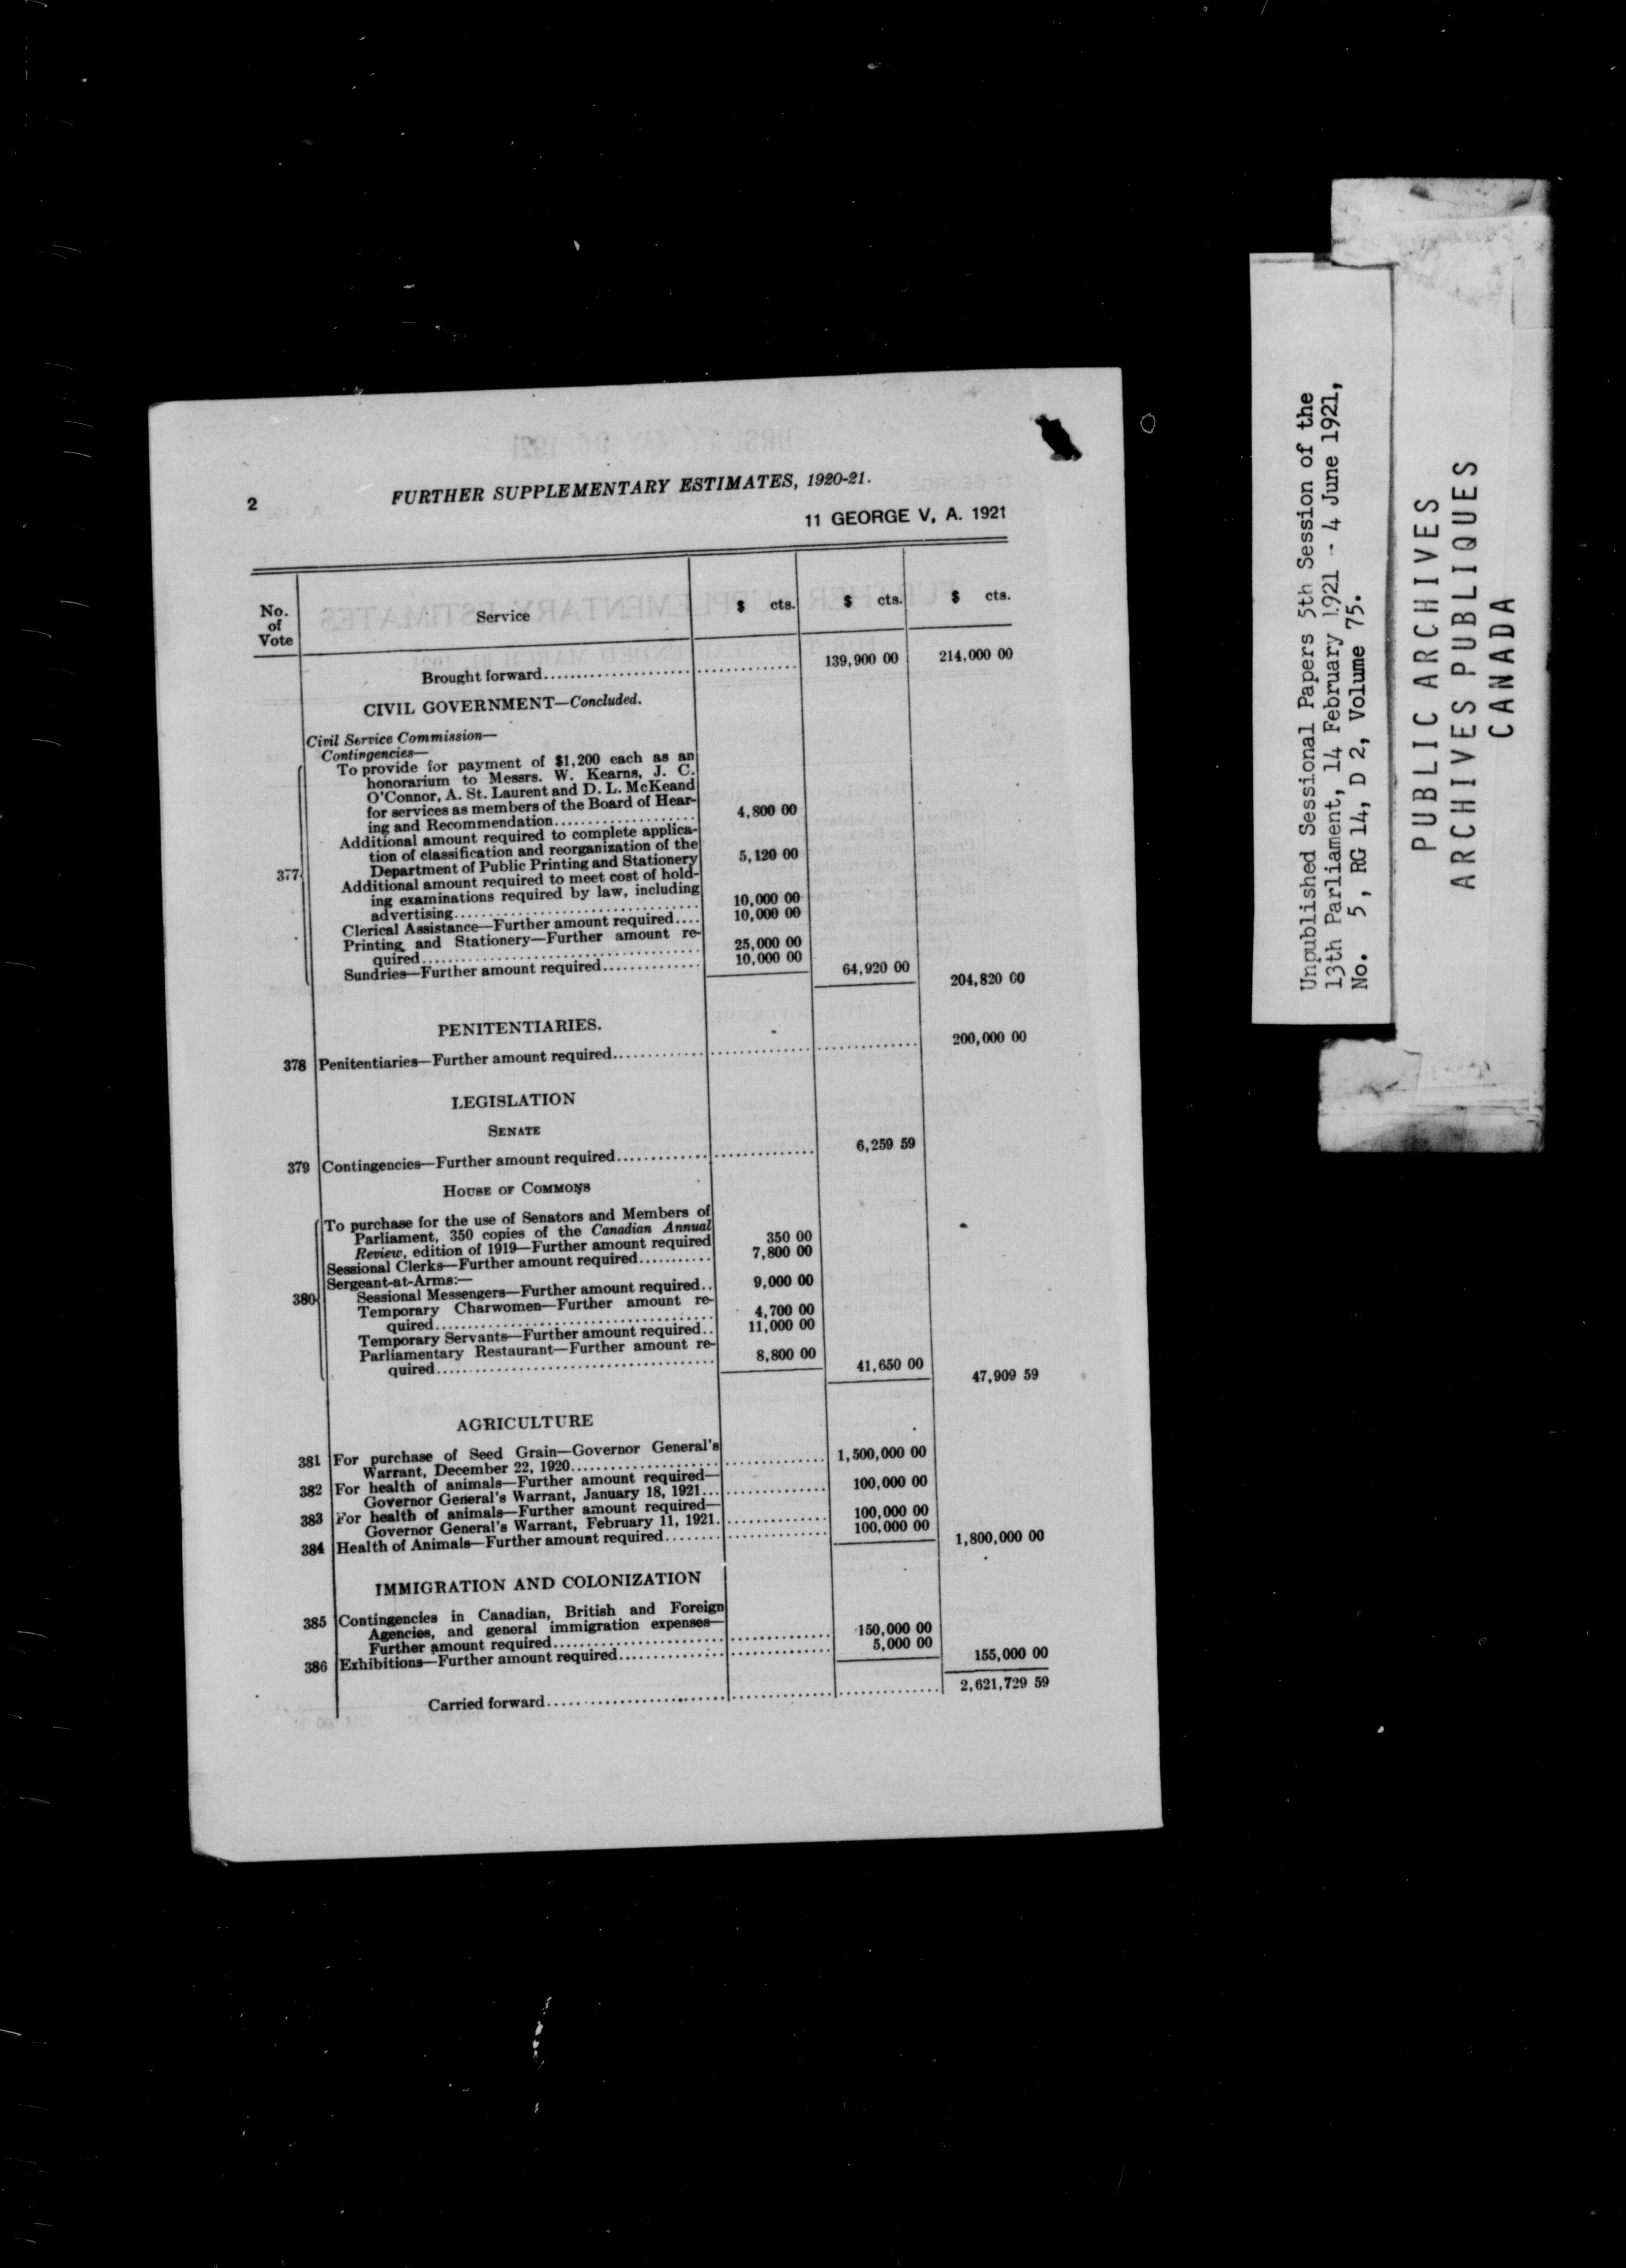 2
FURTHER SUPPLEMENTARY ESTIMATES, 1920-21.
11 GEORGE V, A. 1921
No. of Vote
Service
$ cts.
$ cts.
$ cts.
Brought forward.................... 139,900 00 214,000 00
CIVIL GOVERNMENT—Concluded.
Civil Service Commission—
Contingencies—
To provide for payment of $1,200 each as an
honorarium to Messrs. W. Kearns, J. C.
O'Connor, A. St. Laurent and D. L. McKeand
for services as members of the Board of Hear-
ing and Recommendation.................... 4,800 00
Additional amount required to complete applica-
tion of classification and reorganization of the
Department of Public Printing and Stationery 5,120 00
377
Additional amount required to meet cost of hold-
ing examinations required by law, including
advertising.................... 10,000 00
Clerical Assistance—Further amount required.... 10,000 00
Printing and Stationery—Further amount re-
quired.................... 25,000 00
Sundries—Further amount required............... 10,000 00
64,920 00
204,820 00
PENITENTIARIES.
378 Penitentiaries—Further amount required.................... 200,000 00
LEGISLATION
SENATE
379 Contingencies—Further amount required.................... 6,259 59
HOUSE OF COMMONS
To purchase for the use of Senators and Members of
Parliament, 350 copies of the Canadian Annual
Review, edition of 1919—Further amount required 350 00
Sessional Clerks—Further amount required........... 7,800 00
Sergeant-at-Arms:—
380
Sessional Messengers—Further amount required.. 9,000 00
Temporary Charwomen—Further amount re-
quired.................... 4,700 00
Temporary Servants—Further amount required.. 11,000 00
Parliamentary Restaurant—Further amount re-
quired.................... 8,800 00
41,650 00
47,909 59
AGRICULTURE
381 For purchase of Seed Grain—Governor General's
Warrant, December 22, 1920.................... 1,500,000 00
382 For health of animals—Further amount required—
Governor General's Warrant, January 18, 1921... 100,000 00
383 For health of animals—Further amount required—
Governor General's Warrant, February 11, 1921. 100,000 00
384 Health of Animals—Further amount required........ 100,000 00
1,800,000 00
IMMIGRATION AND COLONIZATION
385 Contingencies in Canadian, British and Foreign
Agencies, and general immigration expenses—
Further amount required.................... 150,000 00
386 Exhibitions—Further amount required............... 5,000 00
155,000 00
Carried forward.................... 2,621,729 59
Unpublished Sessional Papers 5th Session of the
13th Parliament, 14 February 1921 - 4 June 1921,
No. 5, RG 14, D 2, Volume 75.
PUBLIC ARCHIVES
ARCHIVES PUBLIQUES
CANADA